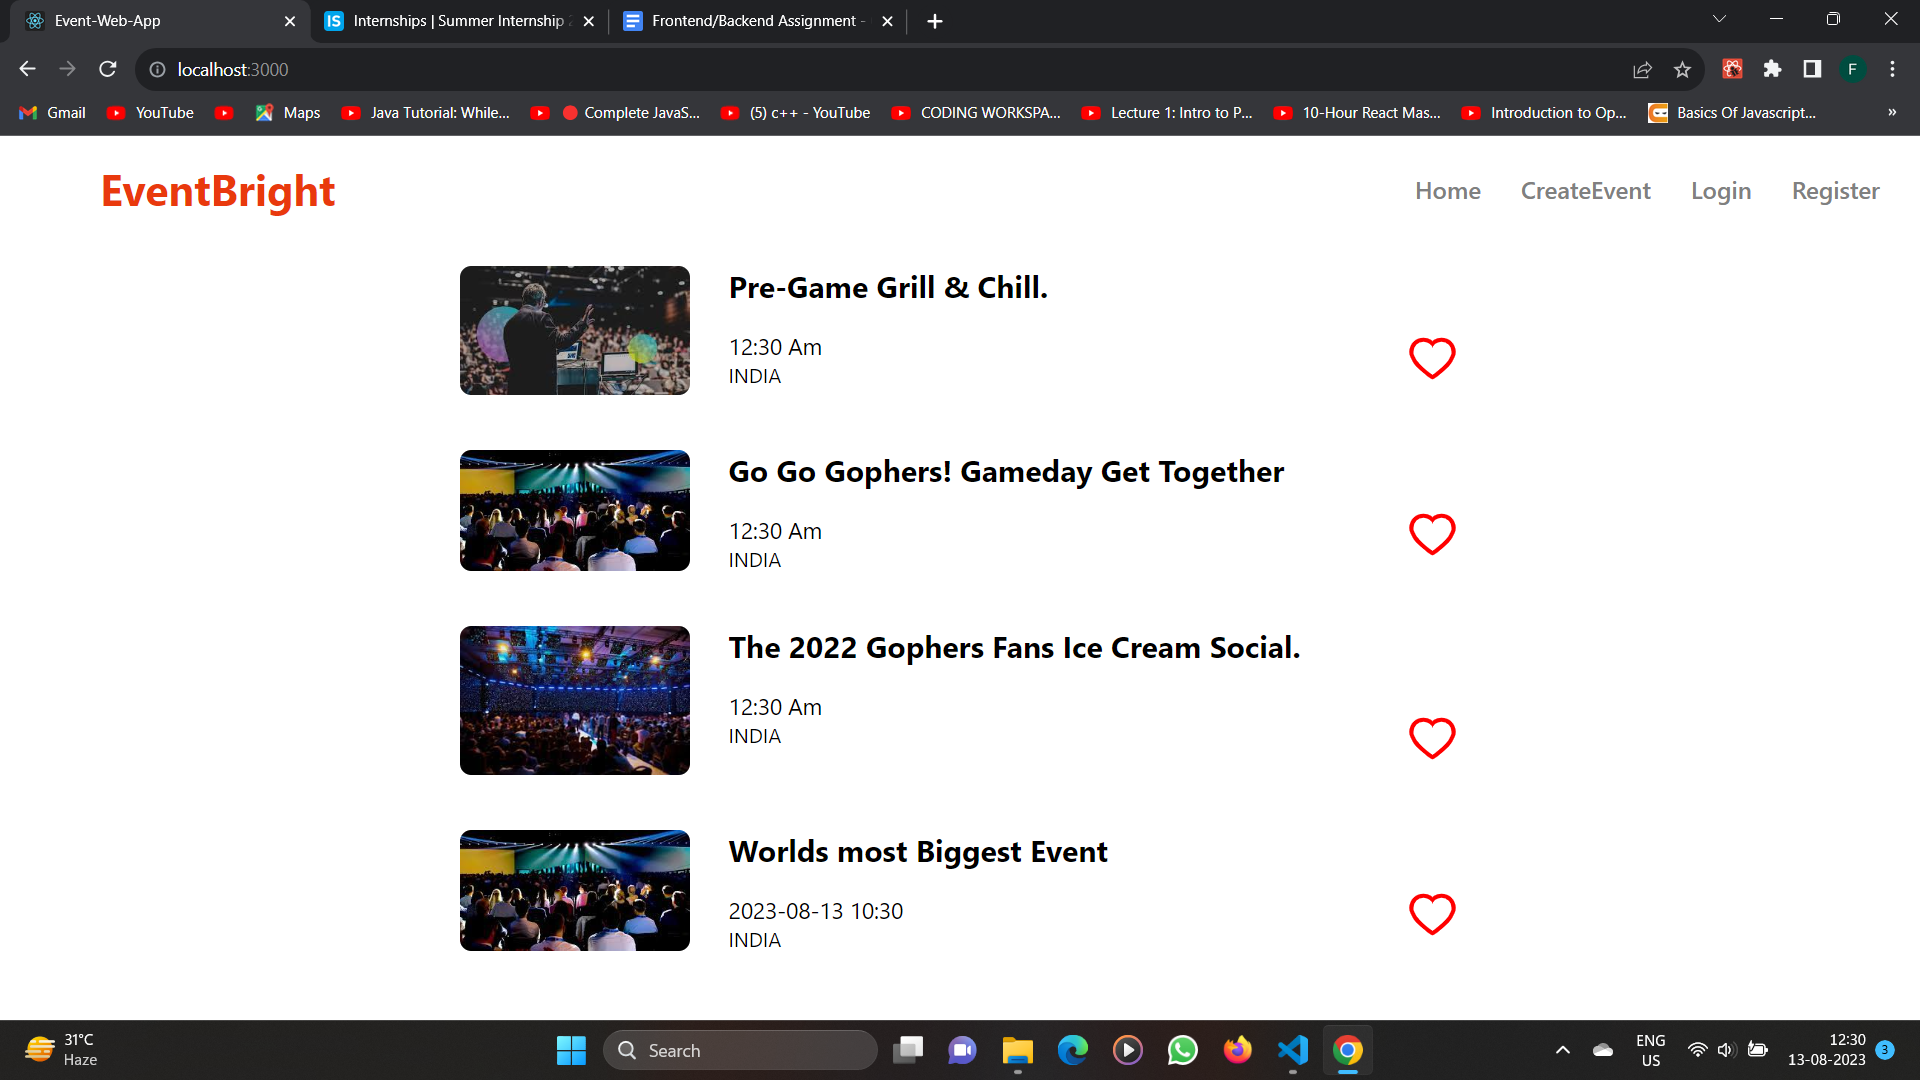 Event-Web-App
Internships | Summer Internship 2
Frontend/Backend Assignment -
localhost:3000
F
Gmail
YouTube
Maps
Java Tutorial: While...
Complete JavaS...
(5) c++ - YouTube
CODING WORKSPA...
Lecture 1: Intro to P...
10-Hour React Mas...
Introduction to Op...
Basics Of Javascript...
»
EventBright
Home
CreateEvent
Login
Register
Pre-Game Grill & Chill.
12:30 Am
INDIA
Go Go Gophers! Gameday Get Together
12:30 Am
INDIA
The 2022 Gophers Fans Ice Cream Social.
12:30 Am
INDIA
Worlds most Biggest Event
2023-08-13 10:30
INDIA
31°C
Haze
Search
ENG
US
12:30
13-08-2023
3